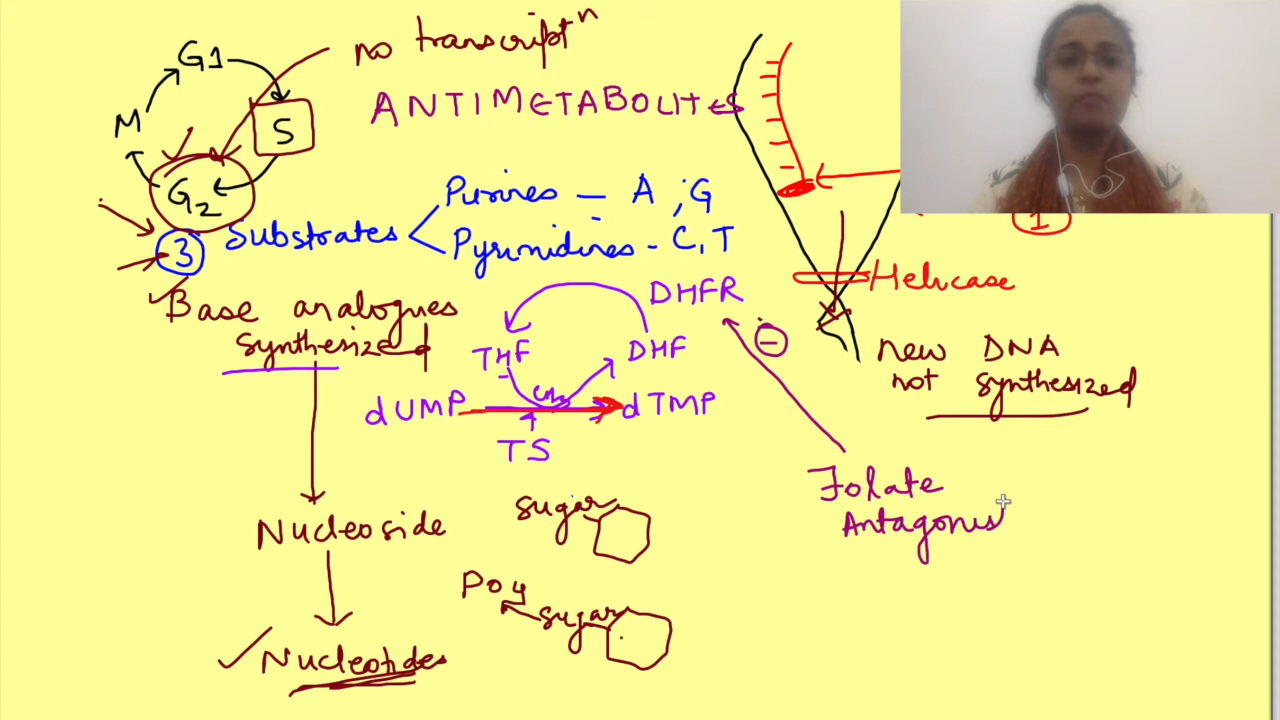 no transcriptn
G1
ANTIMETABOLITES
M
S
G2
Purines - A ; G
3 Substrates
Pyrimidines - C, T
1
Helicase
DHFR
Base analogues
synthesized
THF
DHF
new DNA
not synthesized
dUMP
dTMP
TS
Folate
Antagonis
sugar
Nucleoside
PO4
sugar
Nucleotides